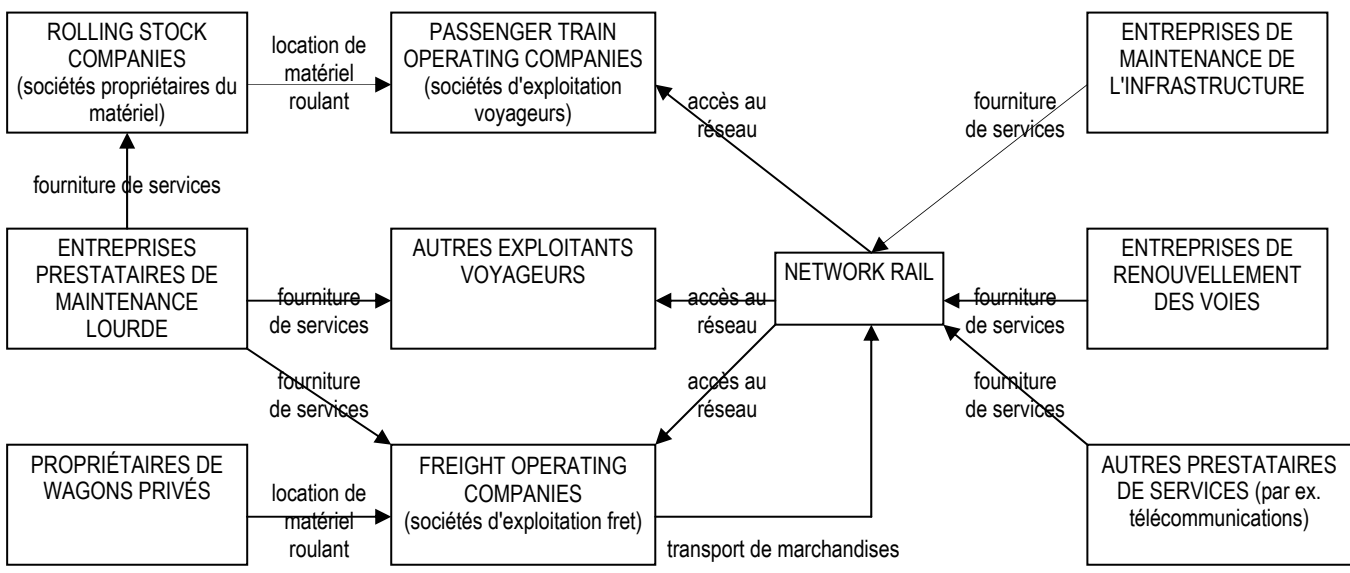 ROLLING STOCK
COMPANIES
(sociétés propriétaires du
matériel)
location de
matériel
roulant
PASSENGER TRAIN
OPERATING COMPANIES
(sociétés d'exploitation
voyageurs)
accès au
réseau
fourniture
de services
ENTREPRISES DE
MAINTENANCE DE
L'INFRASTRUCTURE
fourniture de services
ENTREPRISES
PRESTATAIRES DE
MAINTENANCE
LOURDE
fourniture
de services
AUTRES EXPLOITANTS
VOYAGEURS
accès au
réseau
NETWORK RAIL
fourniture
de services
ENTREPRISES DE
RENOUVELLEMENT
DES VOIES
fourniture
de services
accès au
réseau
fourniture
de services
PROPRIÉTAIRES DE
WAGONS PRIVÉS
location de
matériel
roulant
FREIGHT OPERATING
COMPANIES
(sociétés d'exploitation fret)
transport de marchandises
AUTRES PRESTATAIRES
DE SERVICES (par ex.
télécommunications)